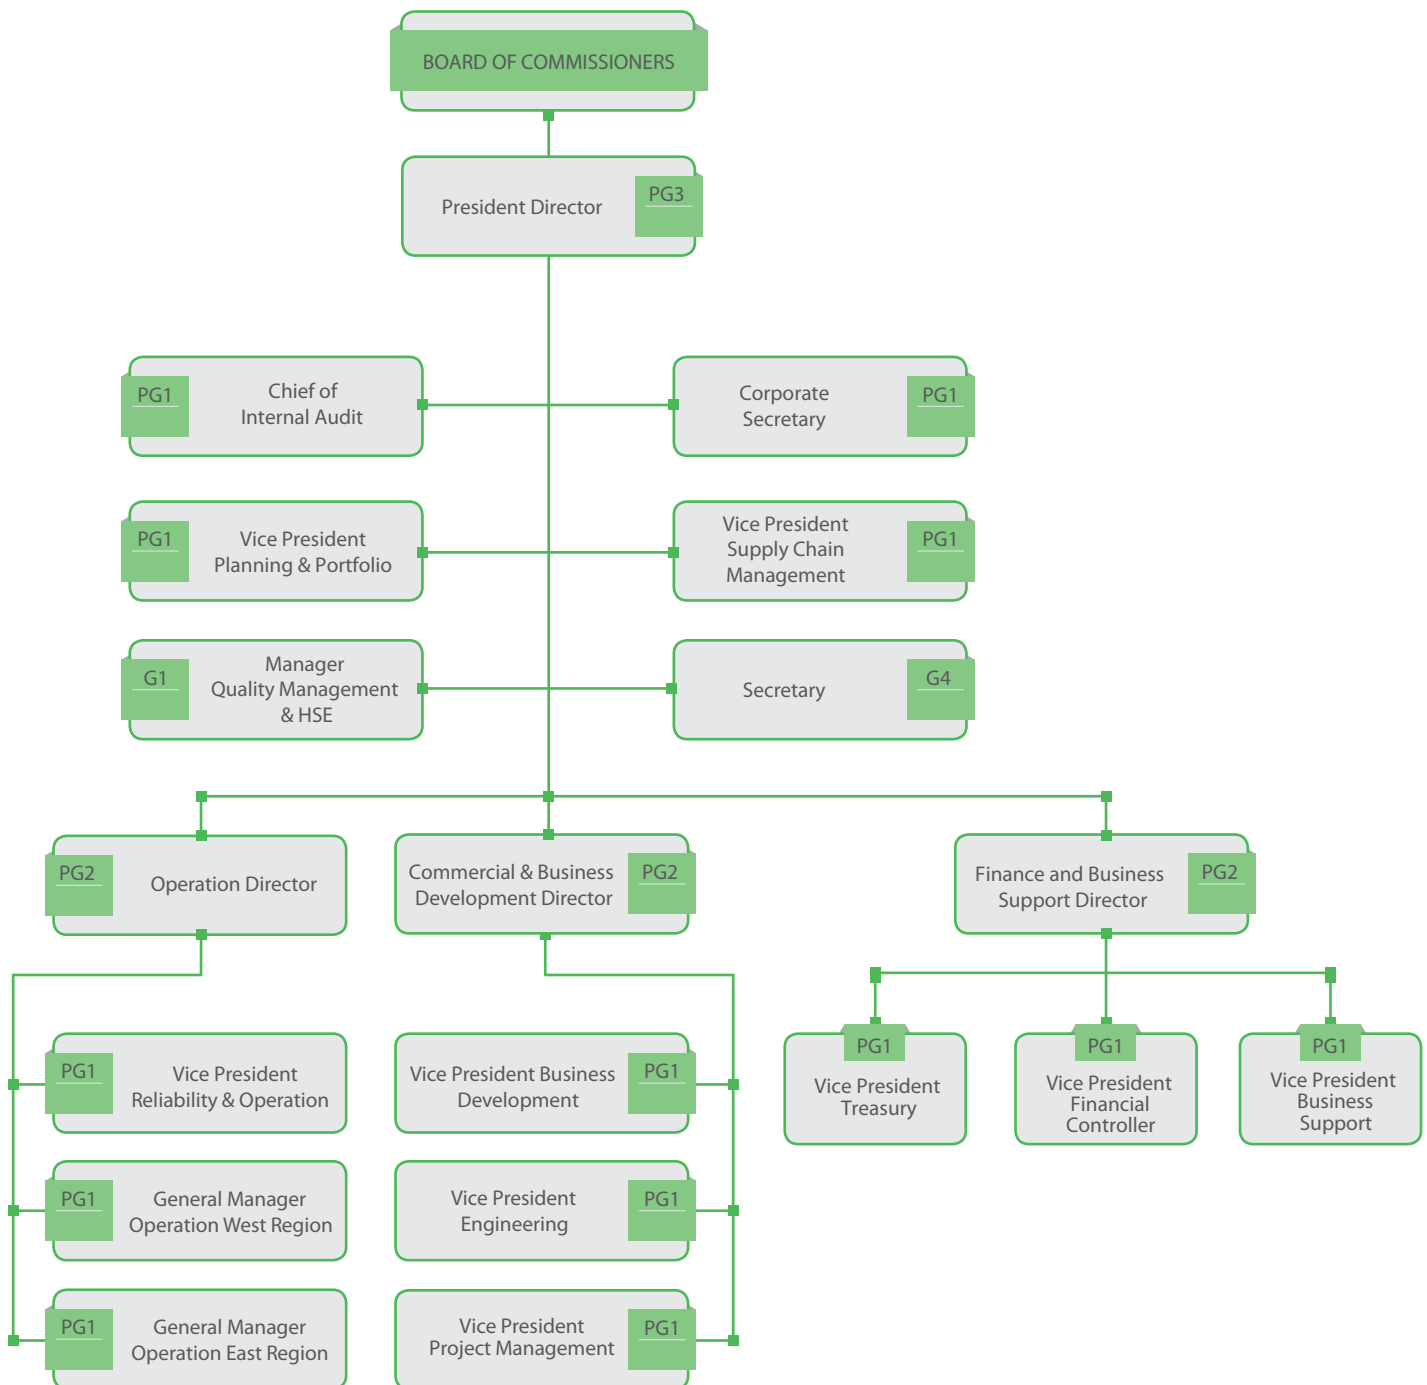 BOARD OF COMMISSIONERS
President Director
PG3
PG1
Chief of
Internal Audit
Corporate
Secretary
PG1
PG1
Vice President
Planning & Portfolio
Vice President
Supply Chain
Management
PG1
G1
Manager
Quality Management
& HSE
Secretary
G4
PG2
Operation Director
Commercial & Business
Development Director
PG2
Finance and Business
Support Director
PG2
PG1
Vice President
Reliability & Operation
PG1
General Manager
Operation West Region
PG1
General Manager
Operation East Region
Vice President Business
Development
PG1
Vice President
Engineering
PG1
Vice President
Project Management
PG1
PG1
Vice President
Treasury
PG1
Vice President
Financial
Controller
PG1
Vice President
Business
Support